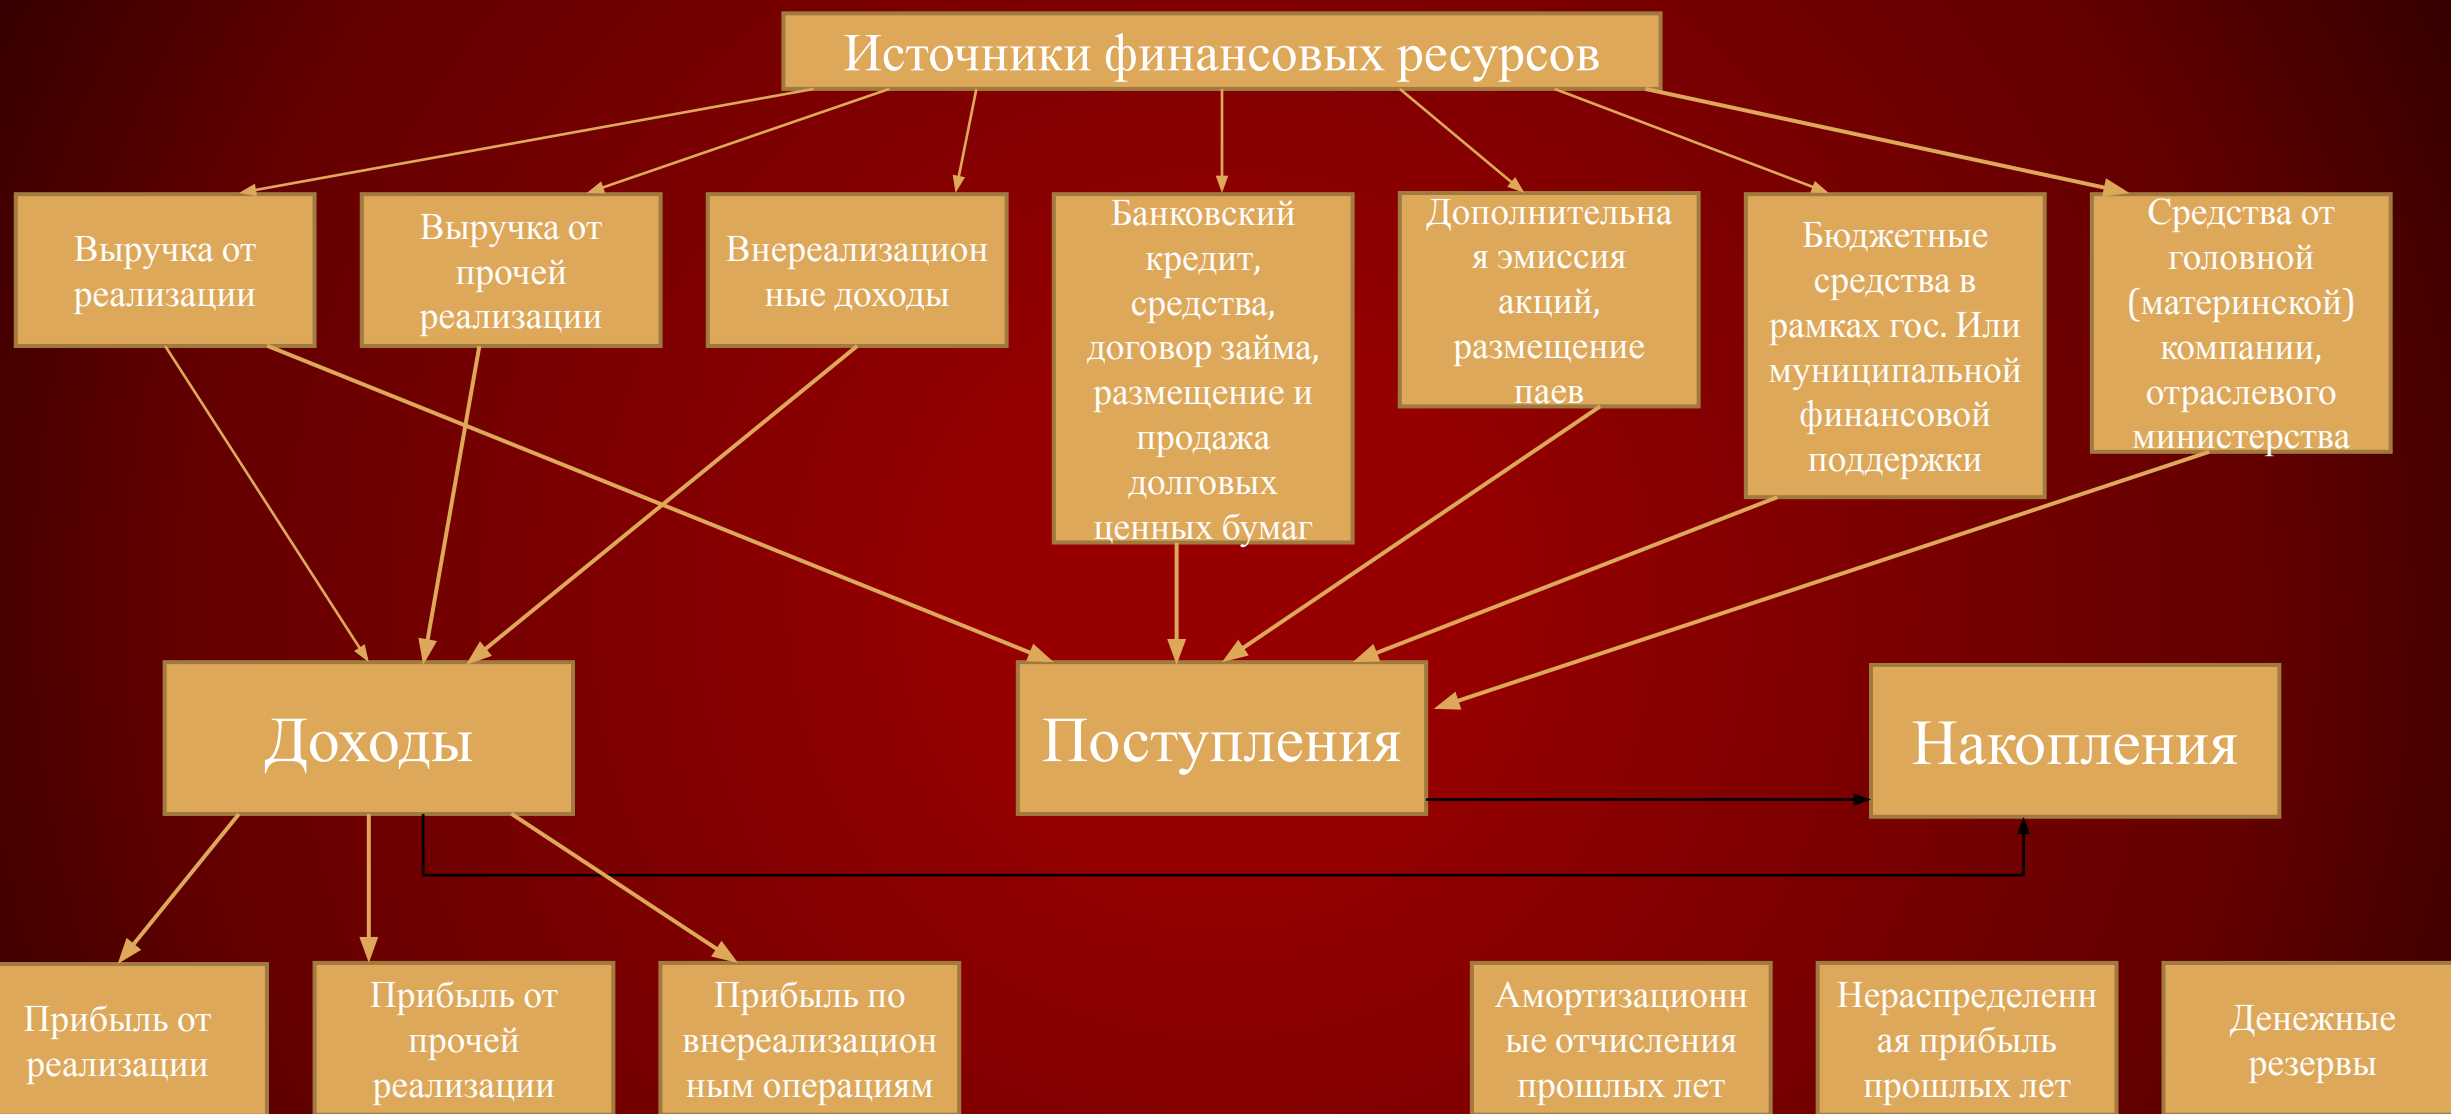 Источники финансовых ресурсов
Выручка от
реализации
Выручка от
прочей
реализации
Внереализацион
ные доходы
Банковский
кредит,
средства,
договор займа,
размещение и
продажа
долговых
ценных бумаг
Дополнительна
я эмиссия
акций,
размещение
паев
Бюджетные
средства в
рамках гос. Или
муниципальной
финансовой
поддержки
Средства от
головной
(материнской)
компании,
отраслевого
министерства
Доходы
Поступления
Накопления
Прибыль от
реализации
Прибыль от
прочей
реализации
Прибыль по
внереализацион
ным операциям
Амортизационн
ые отчисления
прошлых лет
Нераспределенн
ая прибыль
прошлых лет
Денежные
резервы